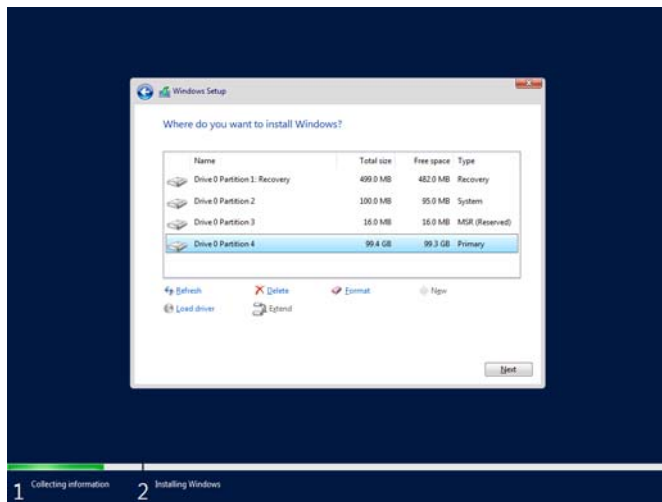 Windows Setup
Where do you want to install Windows?
Name Total size Free space Type
Drive 0 Partition 1: Recovery 499.0 MB 482.0 MB Recovery
Drive 0 Partition 2 100.0 MB 95.0 MB System
Drive 0 Partition 3 16.0 MB 16.0 MB MSR (Reserved)
Drive 0 Partition 4 99.4 GB 99.3 GB Primary
Refresh Delete Format New
Load driver Extend
Next
1 Collecting information 2 Installing Windows